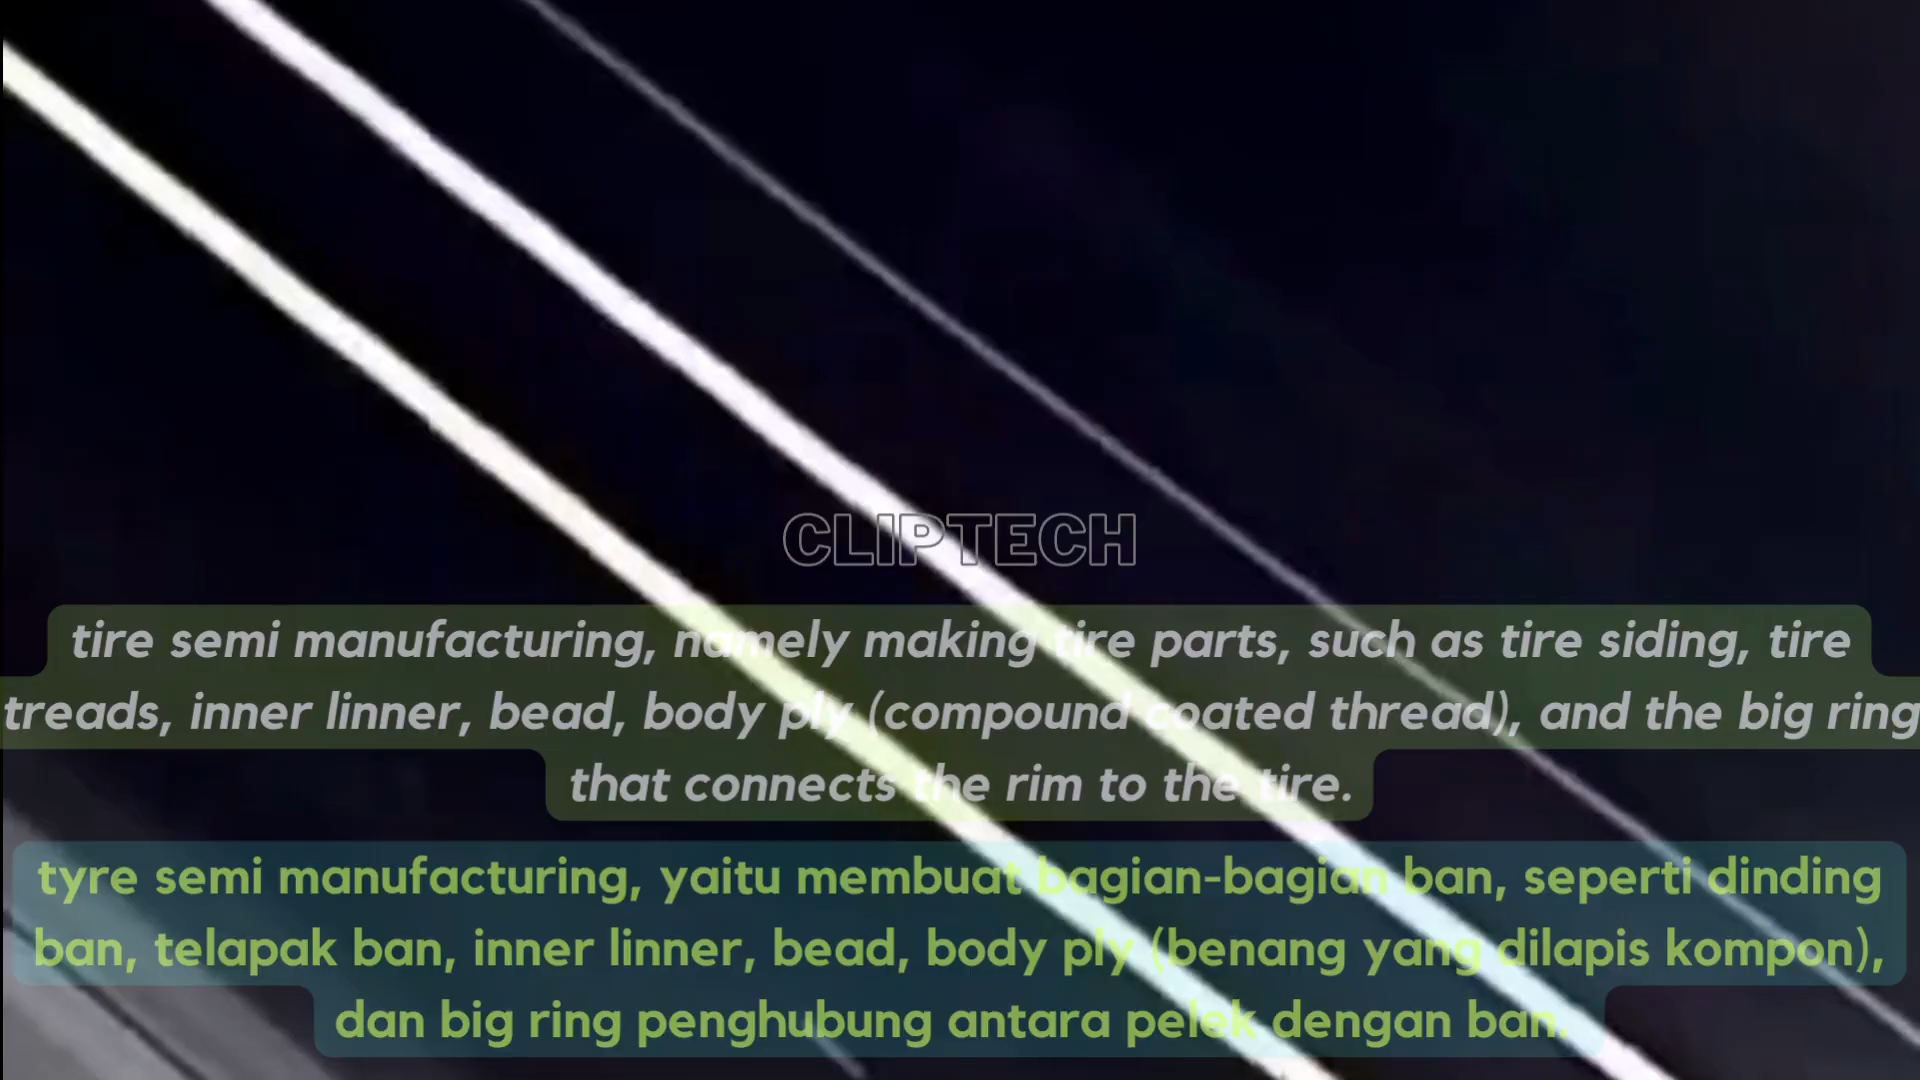 CLIPTECH
tire semi manufacturing, namely making tire parts, such as tire siding, tire
treads, inner linner, bead, body ply (compound coated thread), and the big ring
that connects the rim to the tire.
tyre semi manufacturing, yaitu membuat bagian-bagian ban, seperti dinding
ban, telapak ban, inner linner, bead, body ply (benang yang dilapis kompon),
dan big ring penghubung antara pelek dengan ban.